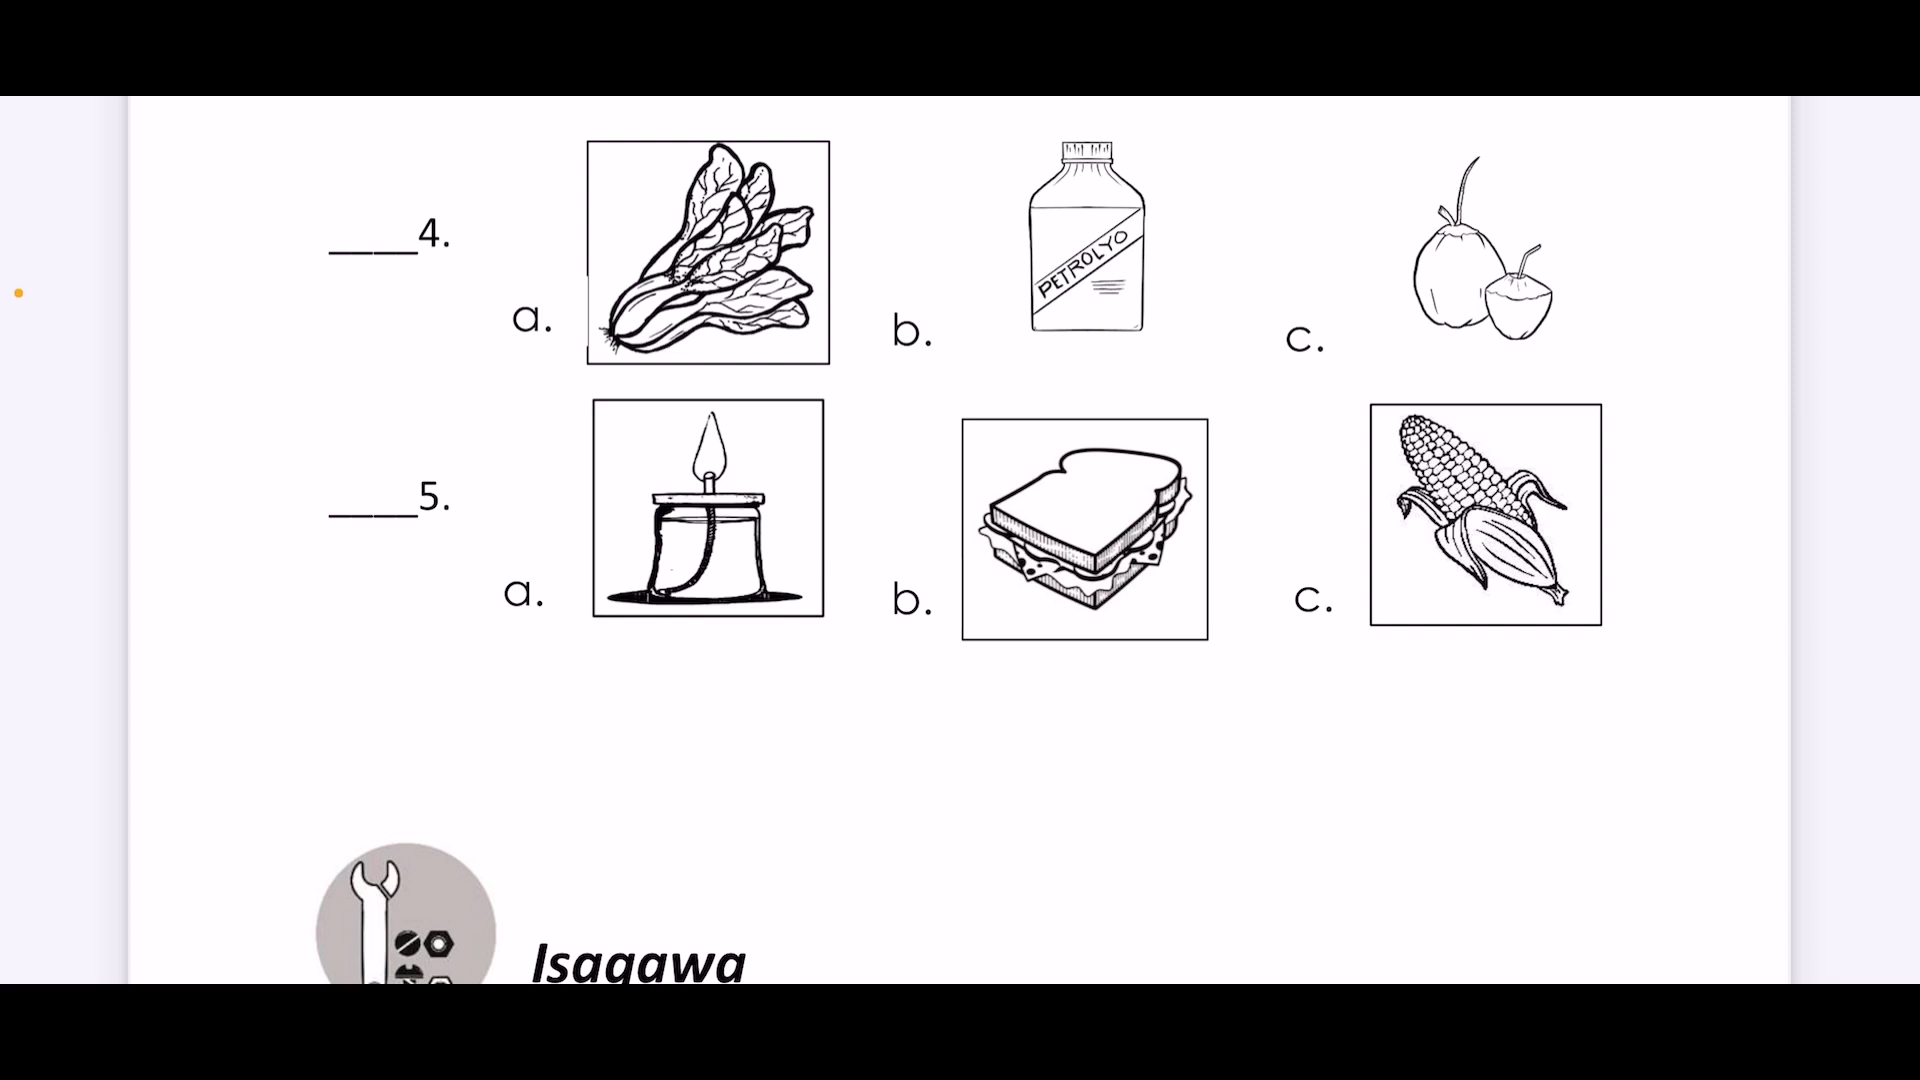 ____4.
a.
b.
PETROLYO
c.
____5.
a.
b.
c.
Isagawa